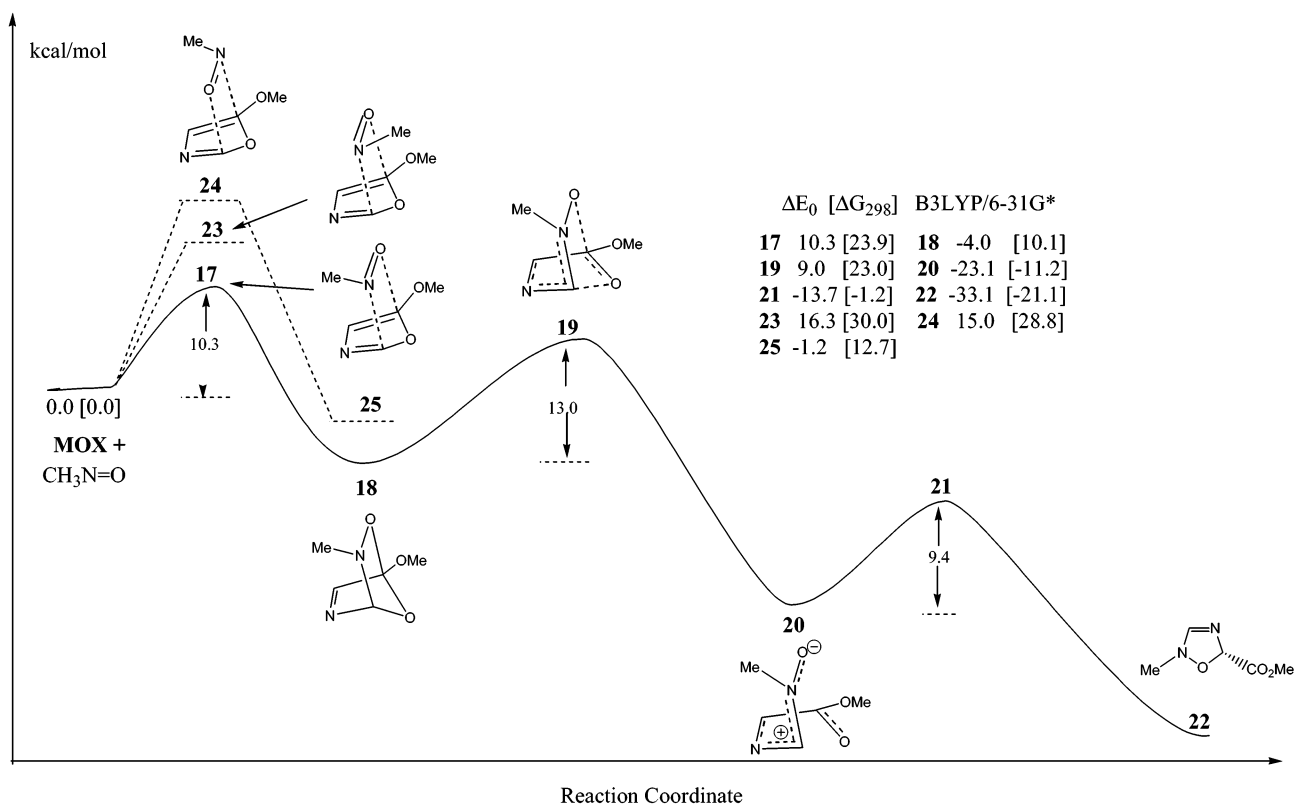 kcal/mol
Me
N
O
OMe
N
O
24
23
17
10.3
0.0 [0.0]
MOX +
CH₃N=O
O
N
Me
OMe
N
O
Me
N
O
OMe
N
O
25
18
O
Me
N
OMe
N
O
O
Me
N
OMe
N
O
19
13.0
ΔE₀ [ΔG₂₉₈] B3LYP/6-31G*
17 10.3 [23.9] 18 -4.0 [10.1]
19 9.0 [23.0] 20 -23.1 [-11.2]
21 -13.7 [-1.2] 22 -33.1 [-21.1]
23 16.3 [30.0] 24 15.0 [28.8]
25 -1.2 [12.7]
20
O⊖
Me
N
OMe
⊕
N
O
21
9.4
N
N
Me
O
CO₂Me
22
Reaction Coordinate